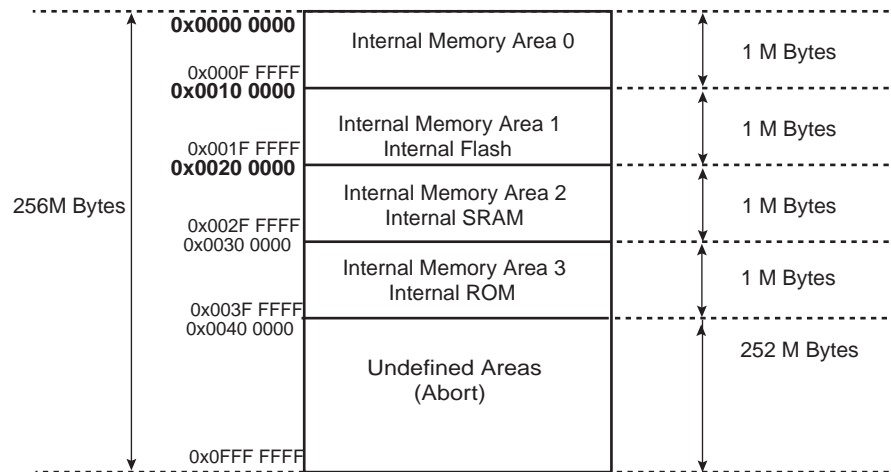 0x0000 0000
Internal Memory Area 0
1 M Bytes
0x000F FFFF
0x0010 0000
Internal Memory Area 1
Internal Flash
1 M Bytes
0x001F FFFF
0x0020 0000
256M Bytes
Internal Memory Area 2
Internal SRAM
1 M Bytes
0x002F FFFF
0x0030 0000
Internal Memory Area 3
Internal ROM
1 M Bytes
0x003F FFFF
0x0040 0000
252 M Bytes
Undefined Areas
(Abort)
0x0FFF FFFF